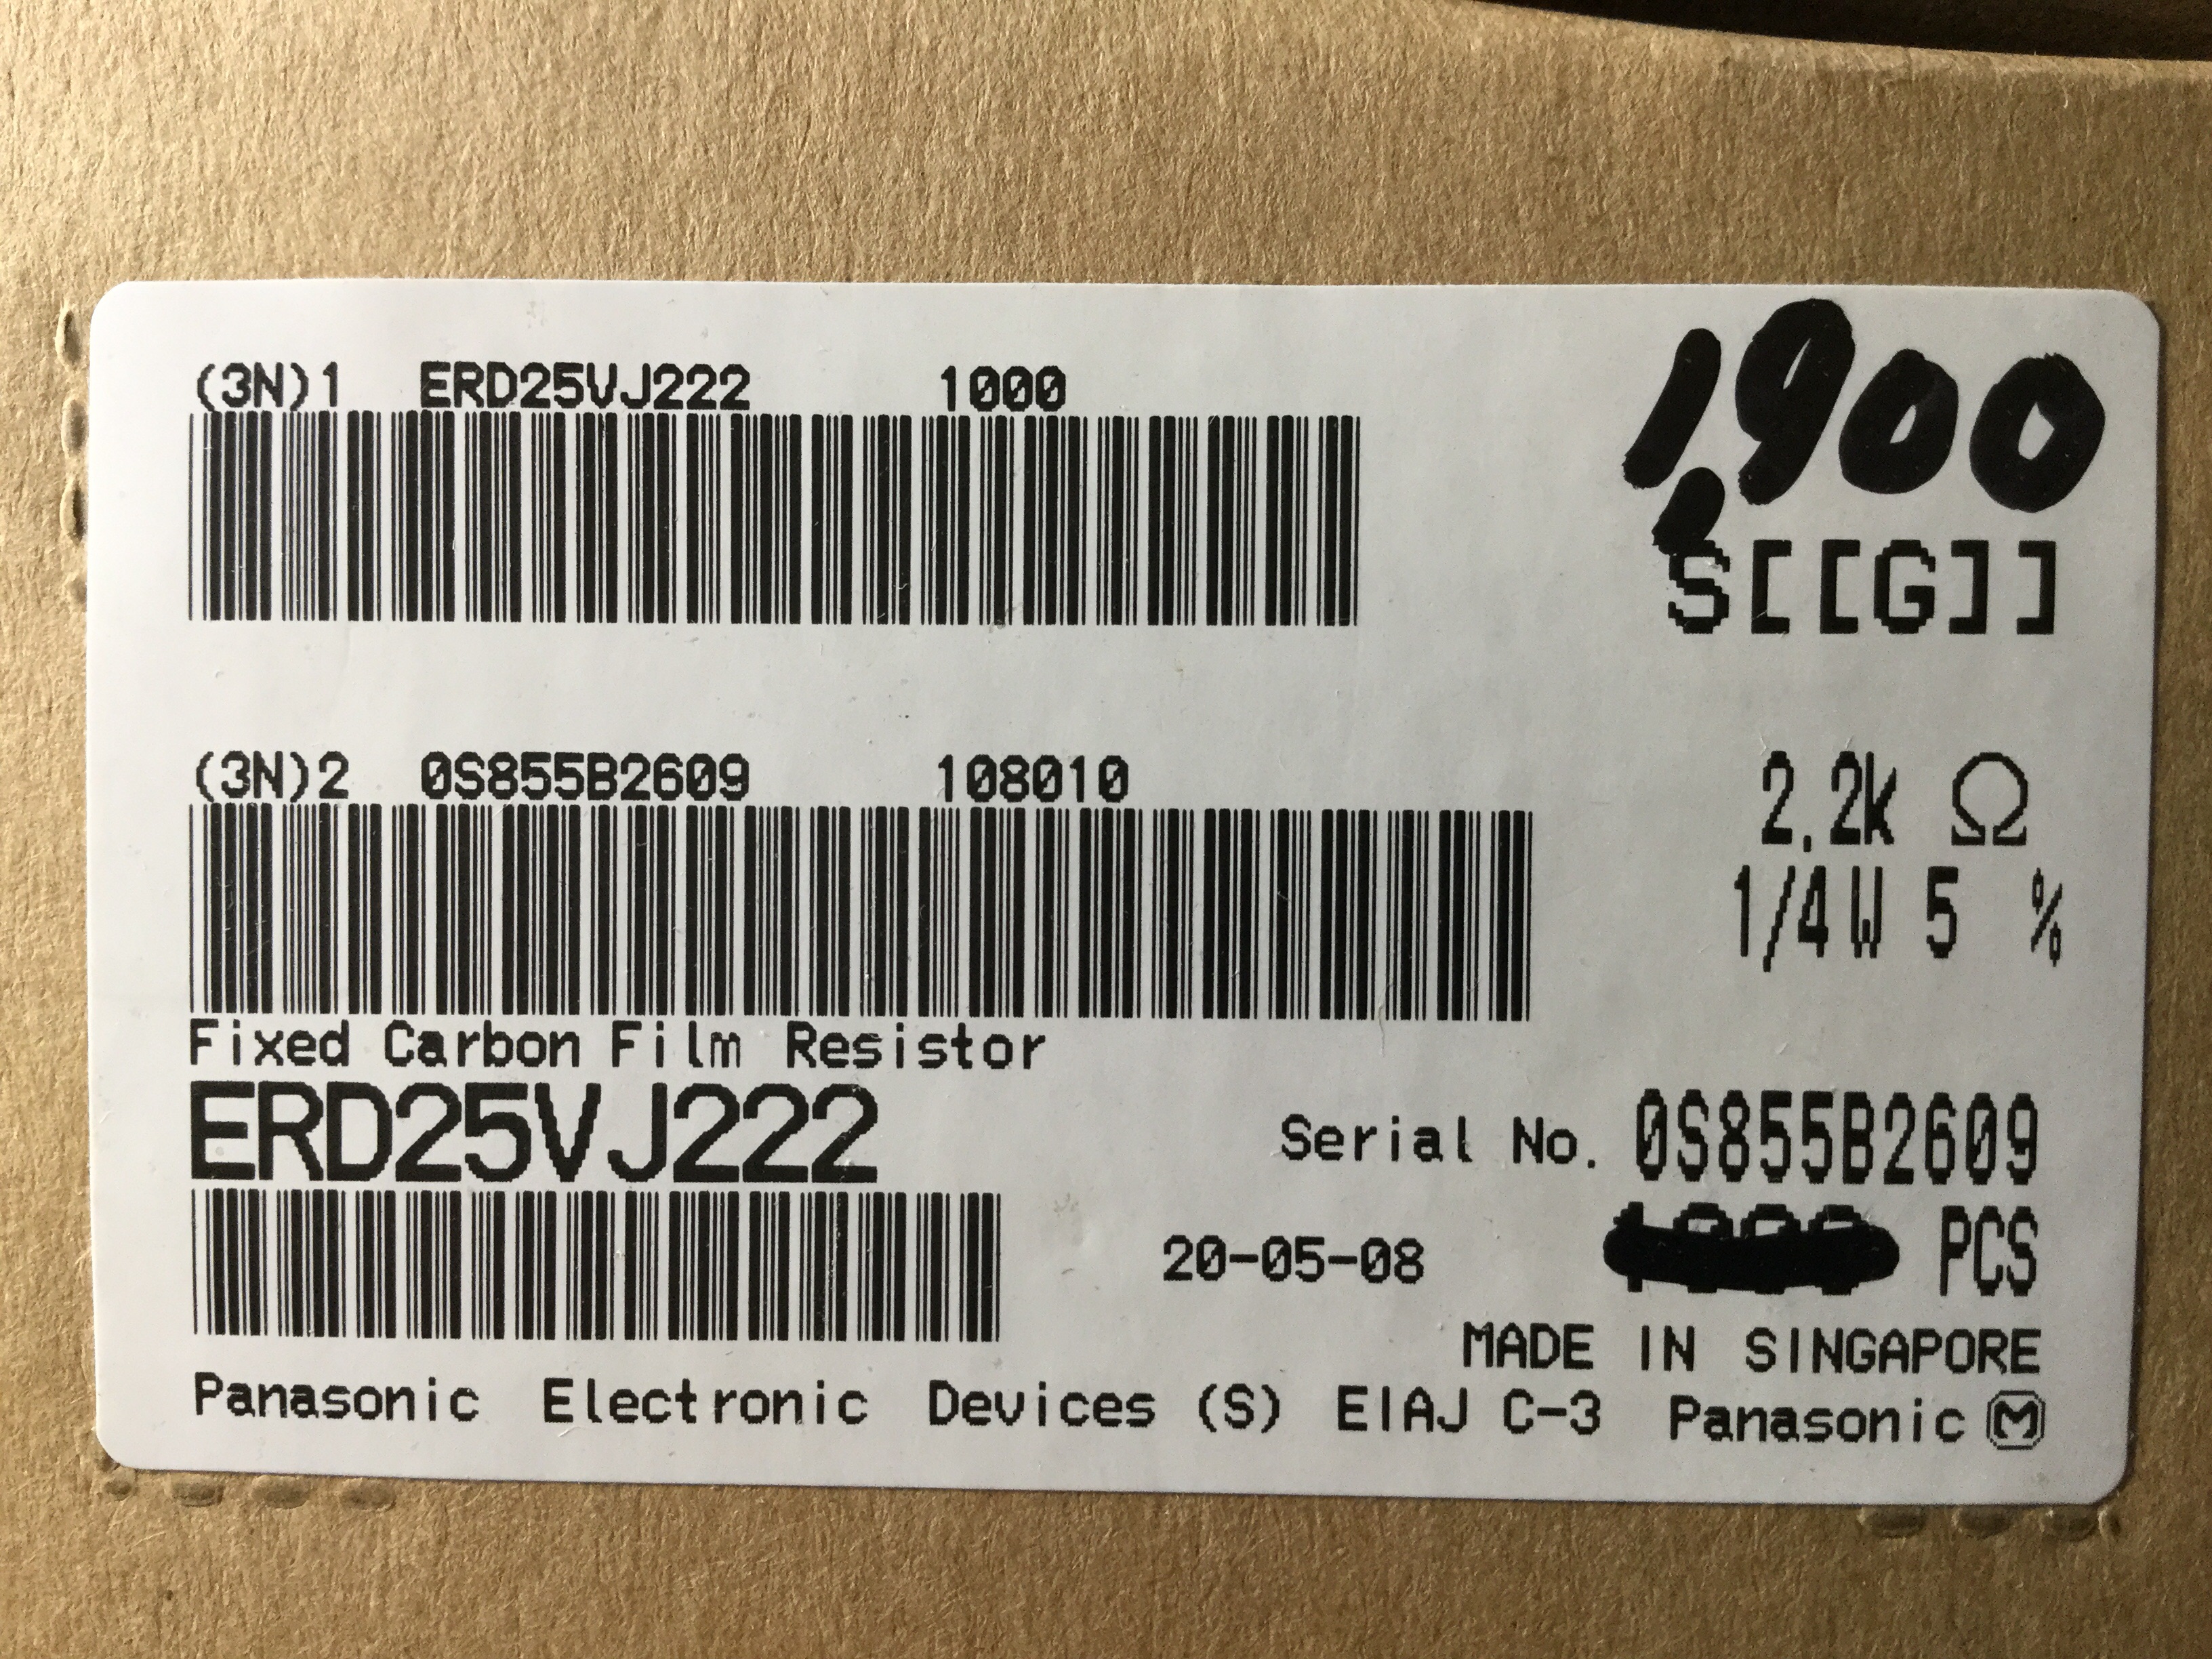 (3N)1 ERD25VJ222 1000
1,900
S[[G]]
(3N)2 0S855B2609 108010
2.2k Ω
1/4W 5 %
Fixed Carbon Film Resistor
ERD25VJ222
Serial No. 0S855B2609
20-05-08 PCS
MADE IN SINGAPORE
Panasonic Electronic Devices (S) EIAJ C-3 Panasonic M